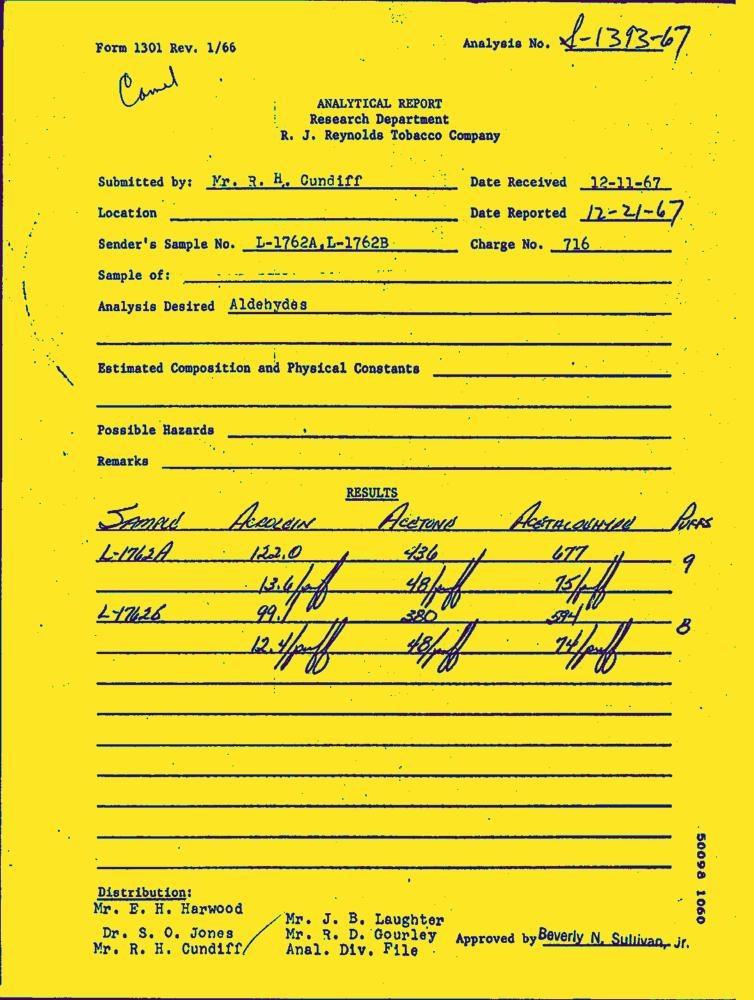 Form 1301 Rev. 1/66
Analysis No. L-1393-67
Camel
ANALYTICAL REPORT
Research Department
R. J. Reynolds Tobacco Company
Submitted by: Mr. R. H. Cundiff
Date Received 12-11-67
Location
Date Reported 12-21-67
Sender's Sample No. L-1762A,L-1762B
Charge No. 716
Sample of:
Analysis Desired Aldehydes
Estimated Composition and Physical Constants
Possible Hazards
Remarks
RESULTS
SAMPLE ACROLEIN ACETONE ACETALDEHYDE PUFFS
L-1762A 122.0 436 677 9
13.6/puff 48/puff 75/puff
L-1762B 99.1 380 594 8
12.4/puff 48/puff 74/puff
Distribution:
Mr. E. H. Harwood
Dr. S. O. Jones
Mr. R. H. Cundiff
Mr. J. B. Laughter
Mr. R. D. Gourley
Anal. Div. File
Approved by Beverly N. Sullivan, Jr.
50098 1060